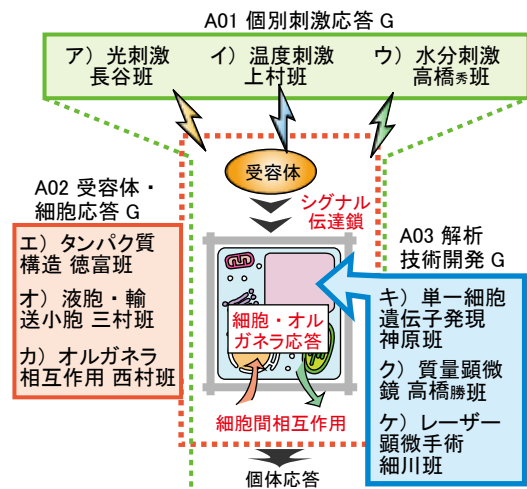 A01 個別刺激応答 G
ア）光刺激
長谷班
イ）温度刺激
上村班
ウ）水分刺激
高橋秀班
受容体
シグナル
伝達鎖
A02 受容体・
細胞応答 G
エ）タンパク質
構造 徳富班
オ）液胞・輸
送小胞 三村班
カ）オルガネラ
相互作用 西村班
細胞・オル
ガネラ応答
細胞間相互作用
個体応答
A03 解析
技術開発 G
キ）単一細胞
遺伝子発現
神原班
ク）質量顕微
鏡 高橋勝班
ケ）レーザー
顕微手術
細川班